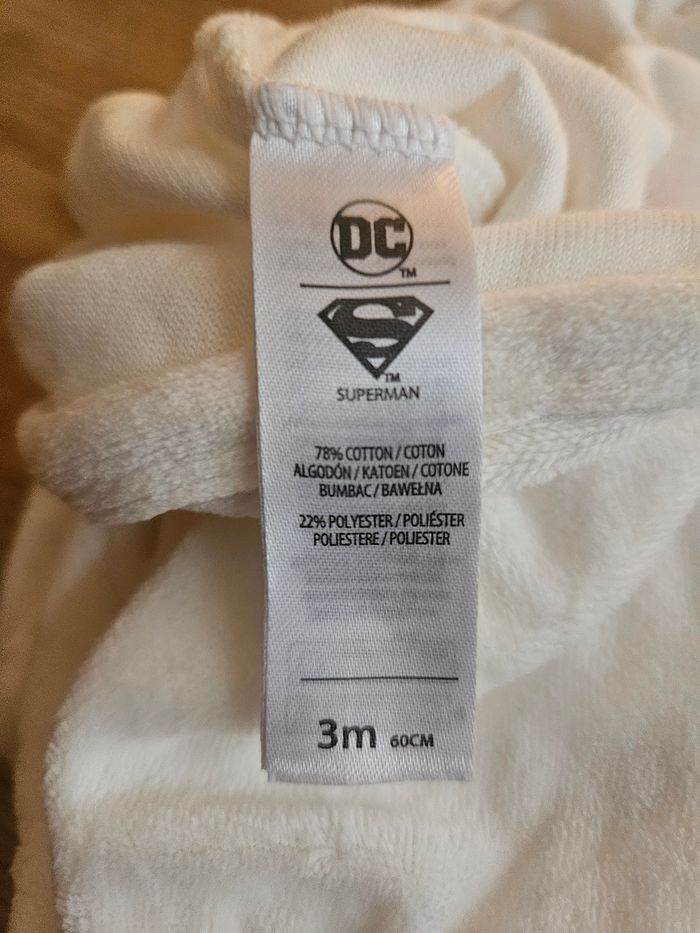 DC
TM
S
TM
SUPERMAN
78% COTTON / COTON
ALGODÓN / KATOEN / COTONE
BUMBAC / BAWEŁNA
22% POLYESTER / POLIÉSTER
POLIESTERE / POLIESTER
3m 60CM